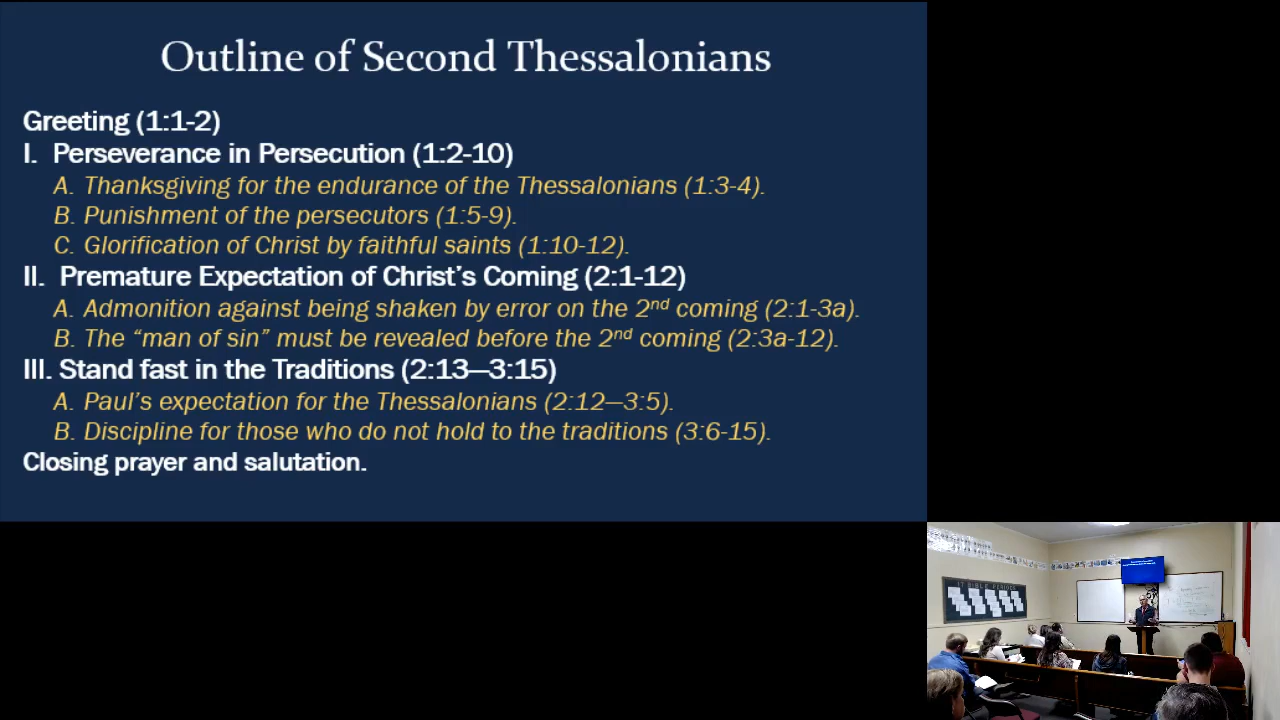 Outline of Second Thessalonians
Greeting (1:1-2)
I. Perseverance in Persecution (1:2-10)
A. Thanksgiving for the endurance of the Thessalonians (1:3-4).
B. Punishment of the persecutors (1:5-9).
C. Glorification of Christ by faithful saints (1:10-12).
II. Premature Expectation of Christ's Coming (2:1-12)
A. Admonition against being shaken by error on the 2nd coming (2:1-3a).
B. The “man of sin” must be revealed before the 2nd coming (2:3a-12).
III. Stand fast in the Traditions (2:13—3:15)
A. Paul's expectation for the Thessalonians (2:12—3:5).
B. Discipline for those who do not hold to the traditions (3:6-15).
Closing prayer and salutation.
17 BIBLE PERIODS